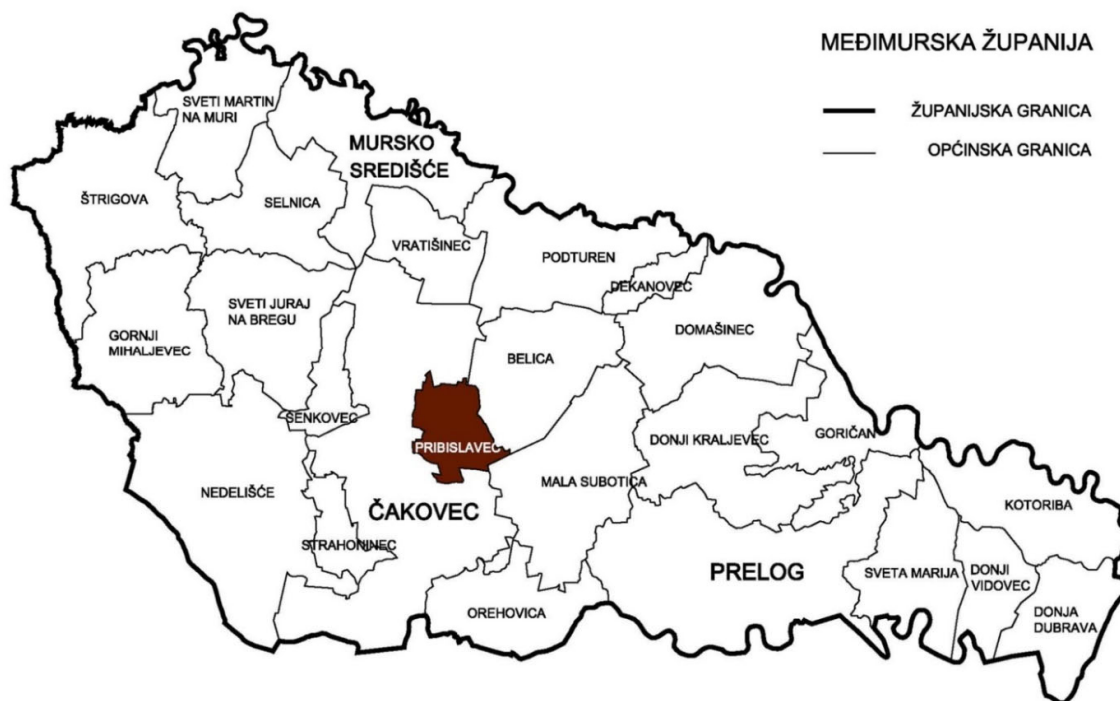 MEĐIMURSKA ŽUPANIJA
ŽUPANIJSKA GRANICA
OPĆINSKA GRANICA
SVETI MARTIN
NA MURI
MURSKO
SREDIŠĆE
ŠTRIGOVA
SELNICA
VRATIŠINEC
PODTUREN
DEKANOVEC
SVETI JURAJ
NA BREGU
GORNJI
MIHALJEVEC
DOMAŠINEC
BELICA
ŠENKOVEC
PRIBISLAVEC
DONJI KRALJEVEC
GORIČAN
NEDELIŠĆE
MALA SUBOTICA
ČAKOVEC
KOTORIBA
STRAHONINEC
PRELOG
SVETA MARIJA
DONJI
VIDOVEC
OREHOVICA
DONJA
DUBRAVA